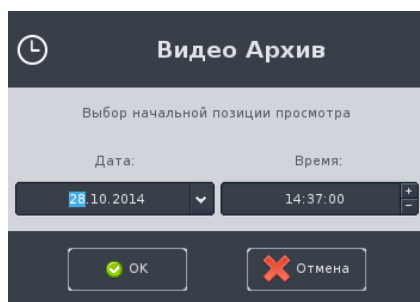 Видео Архив
Выбор начальной позиции просмотра
Дата: Время:
28.10.2014 14:37:00 + −
OK Отмена